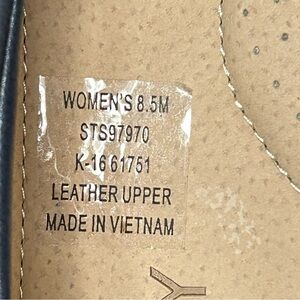 WOMEN'S 8.5M
STS97970
K-16 61751
LEATHER UPPER
MADE IN VIETNAM
Y